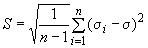 S = √(1/(n-1) ∑_{i=1}^{n} (σ_i - σ)^2)